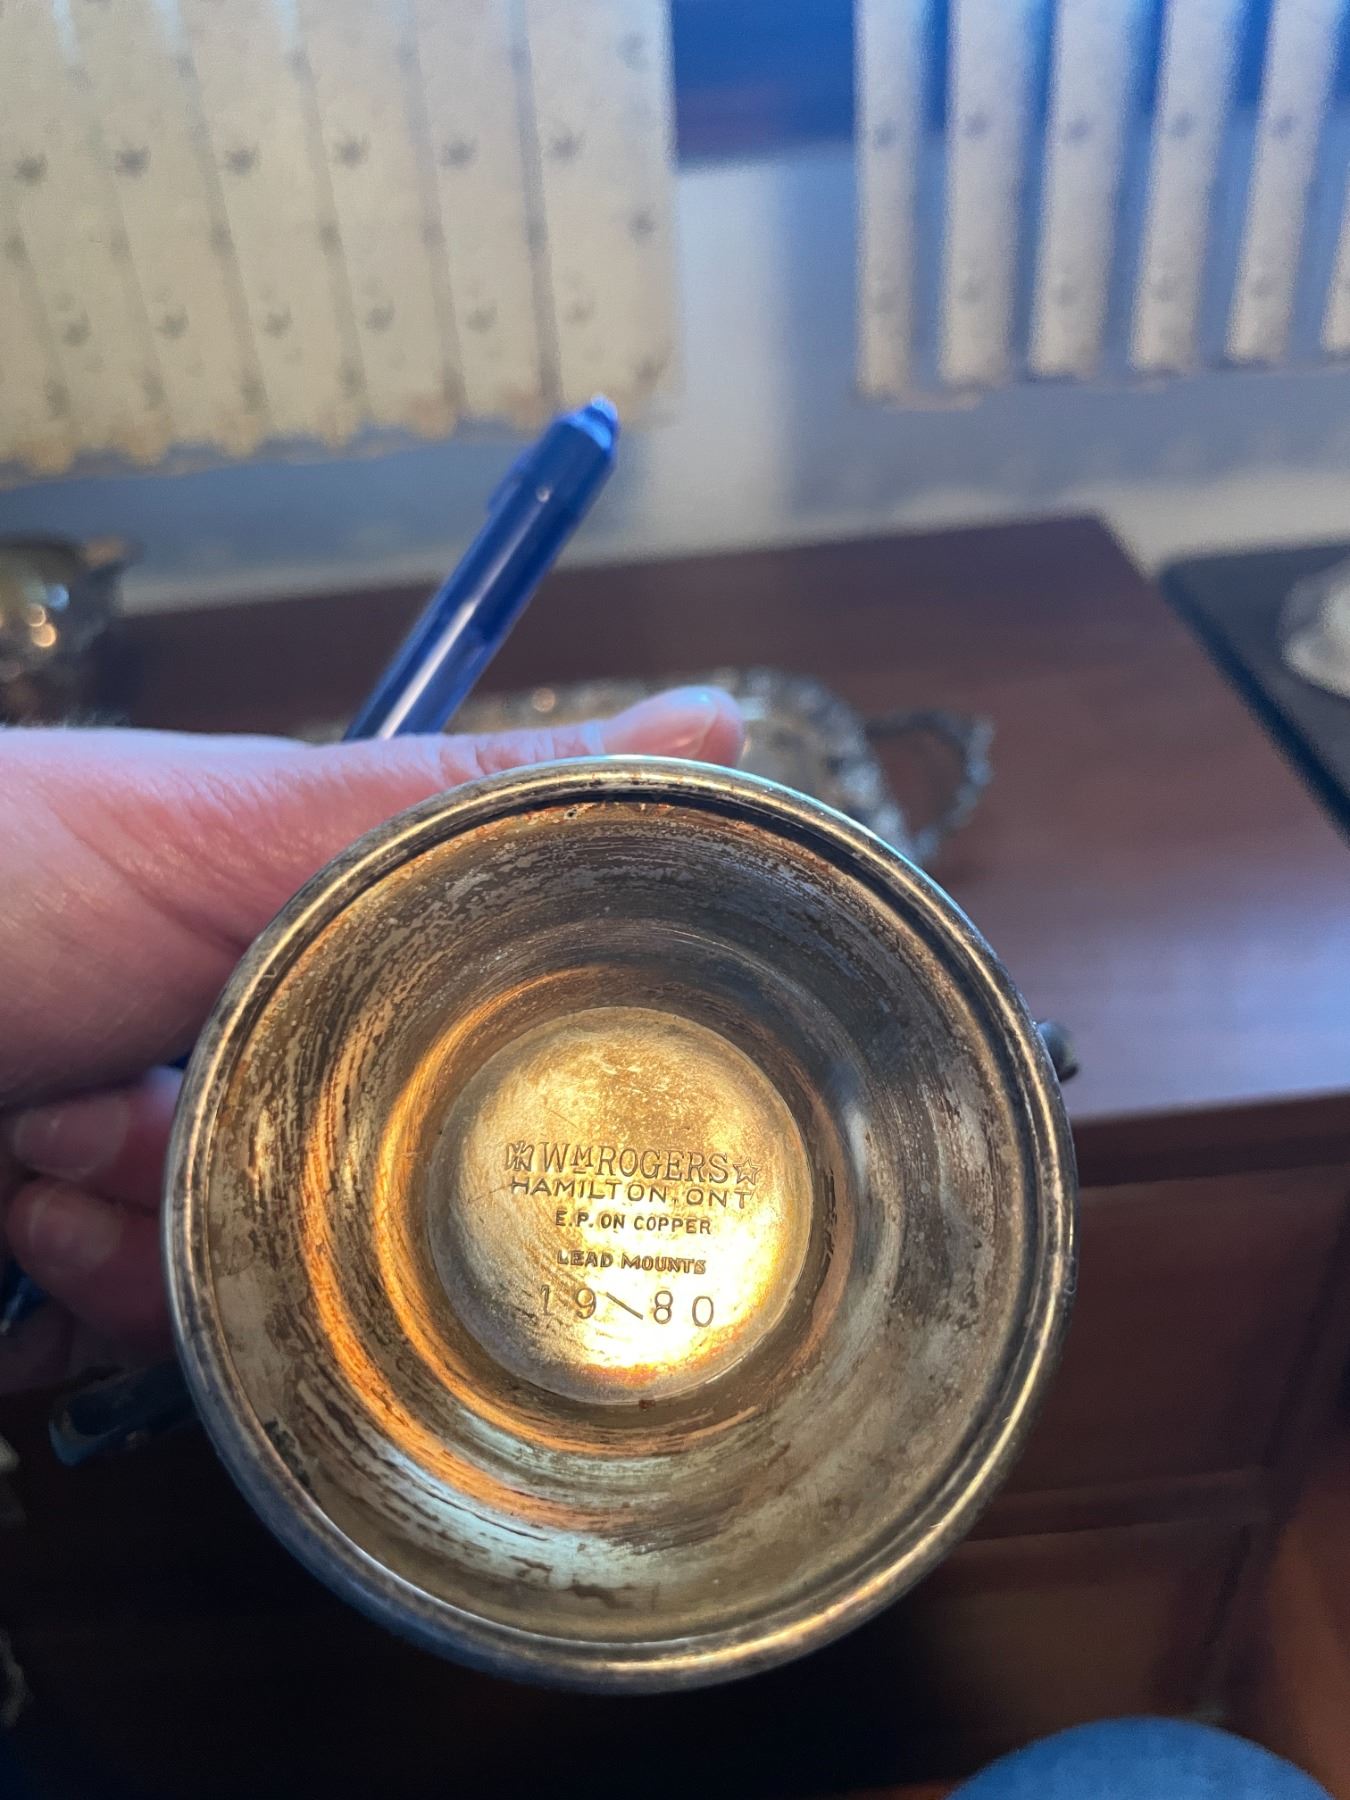 WM ROGERS
HAMILTON, ONT
E.P. ON COPPER
LEAD MOUNTS
19\80